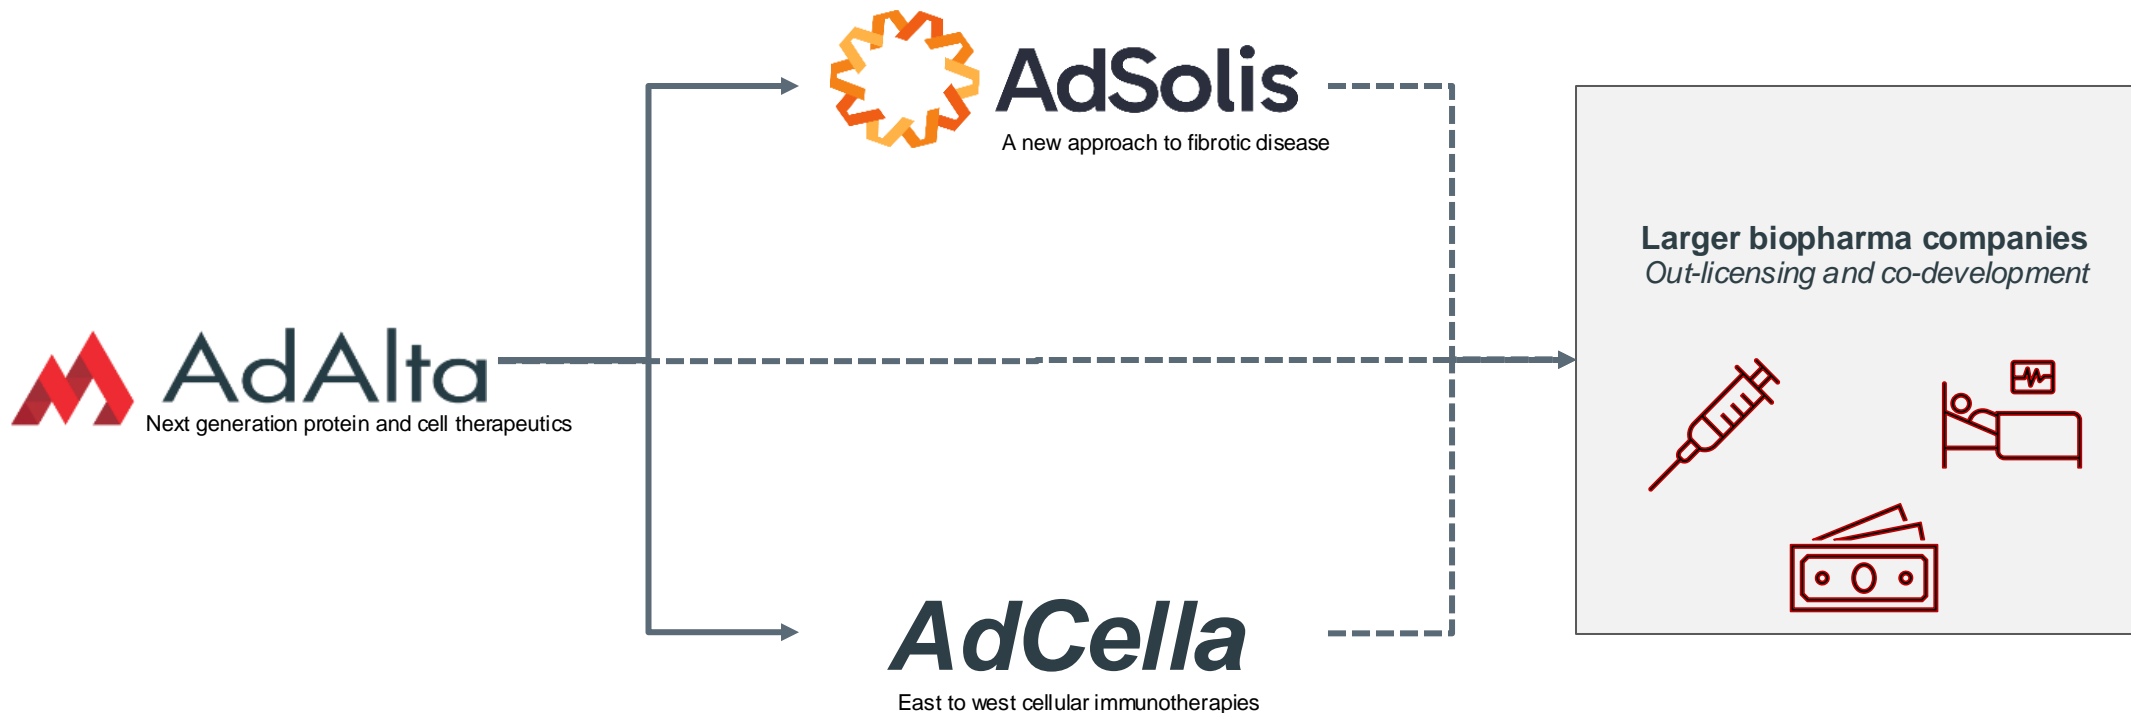 AdSolis
A new approach to fibrotic disease
Larger biopharma companies
Out-licensing and co-development
AdAlta
Next generation protein and cell therapeutics
AdCella
East to west cellular immunotherapies